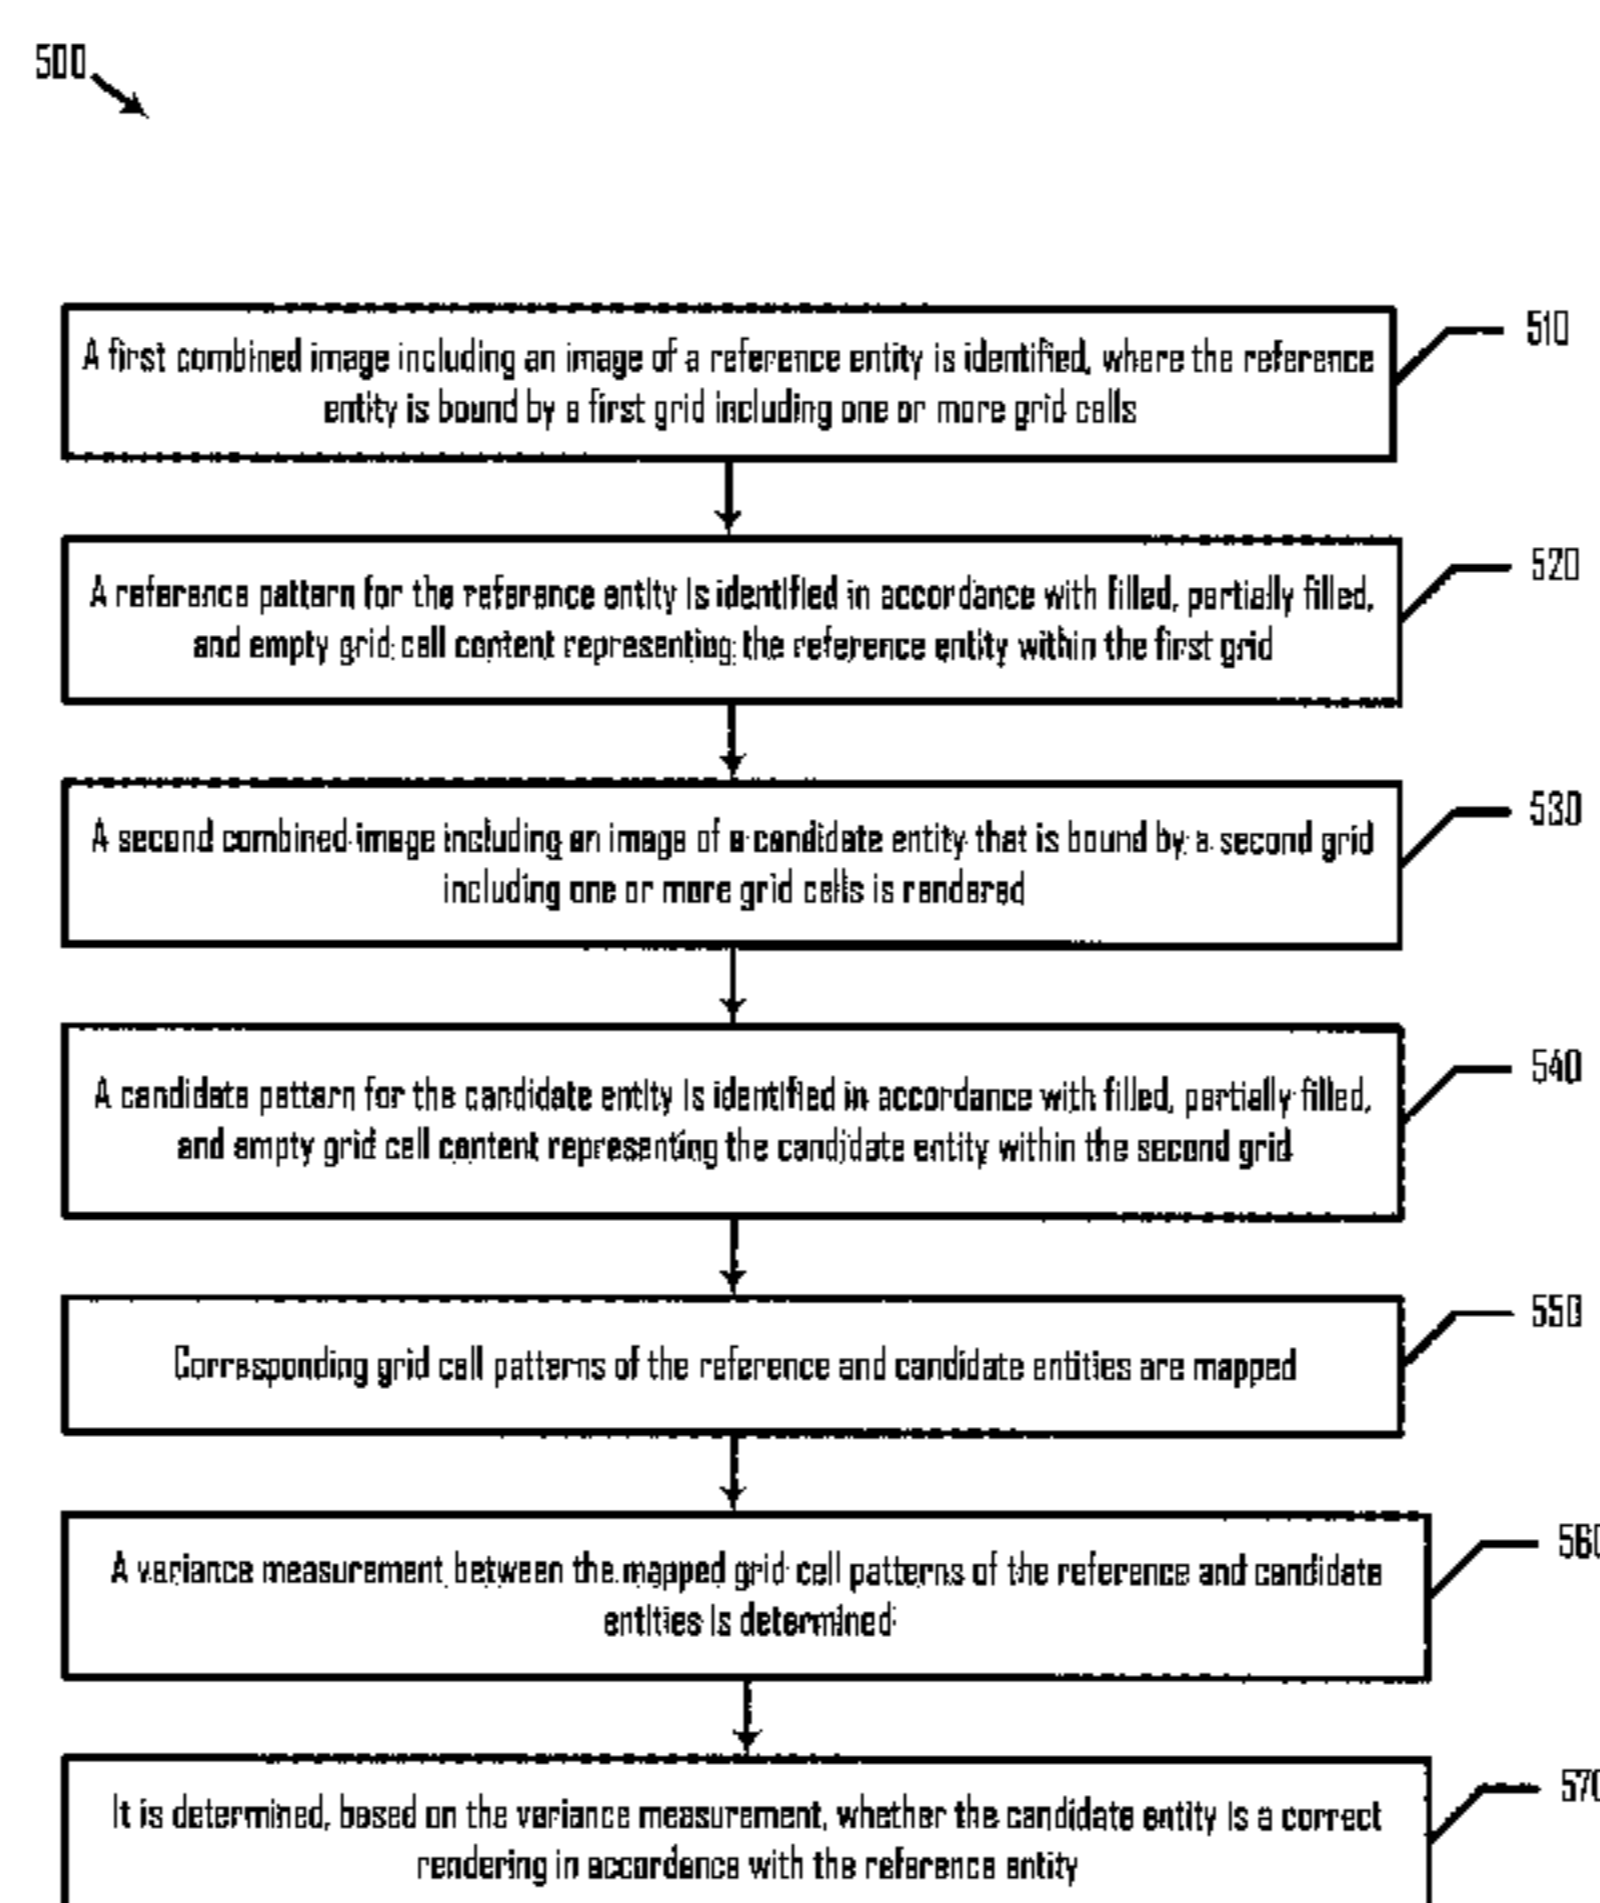 500
A first combined image including an image of a reference entity is identified, where the reference
entity is bound by a first grid including one or more grid cells
510
A reference pattern for the reference entity is identified in accordance with filled, partially filled,
and empty grid cell content representing the reference entity within the first grid
520
A second combined image including an image of a candidate entity that is bound by a second grid
including one or more grid cells is rendered
530
A candidate pattern for the candidate entity is identified in accordance with filled, partially filled,
and empty grid cell content representing the candidate entity within the second grid
540
Corresponding grid cell patterns of the reference and candidate entities are mapped
550
A variance measurement between the mapped grid cell patterns of the reference and candidate
entities is determined
560
It is determined, based on the variance measurement, whether the candidate entity is a correct
rendering in accordance with the reference entity
570